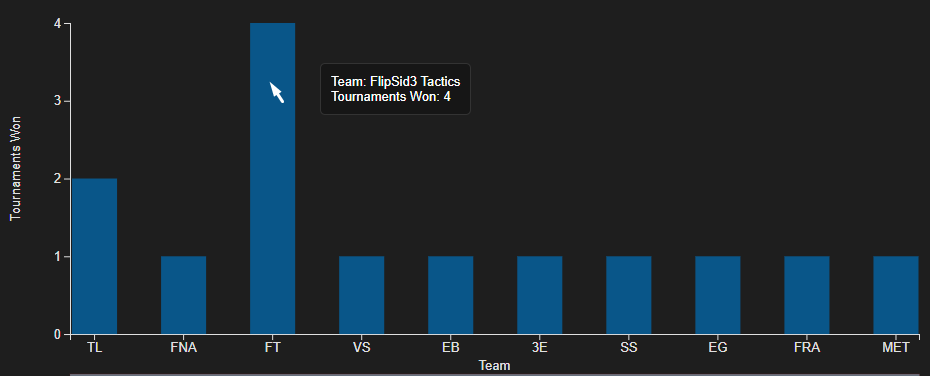 Tournaments Won
4
3
2
1
0
Team: FlipSid3 Tactics
Tournaments Won: 4
TL FNA FT VS EB 3E SS EG FRA MET
Team